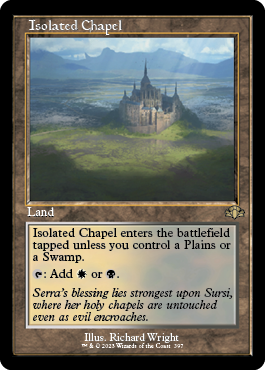 Isolated Chapel
Land
Isolated Chapel enters the battlefield
tapped unless you control a Plains or
a Swamp.
: Add or .
Serra's blessing lies strongest upon Sursi,
where her holy chapels are untouched
even as evil encroaches.
Illus. Richard Wright
™ & © 2023 Wizards of the Coast 397